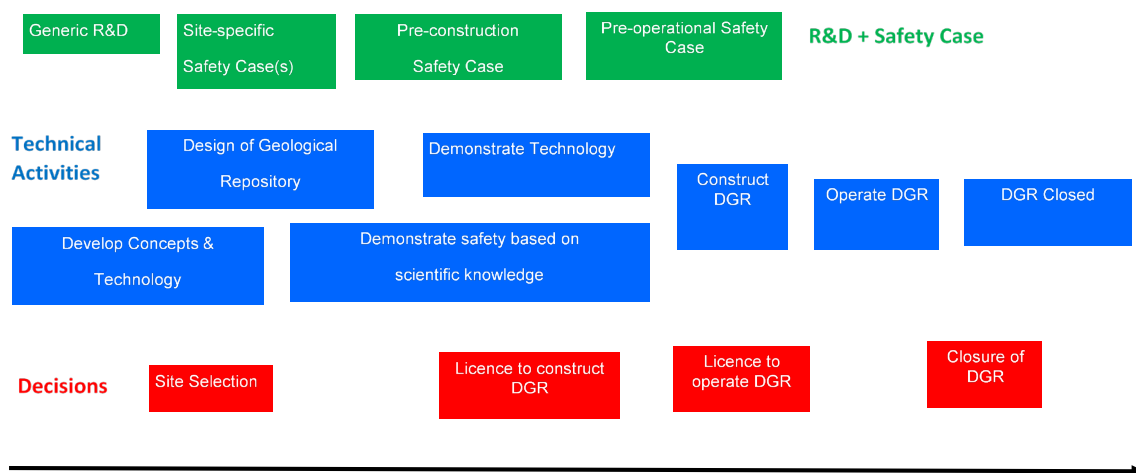 Generic R&D
Site-specific
Safety Case(s)
Pre-construction
Safety Case
Pre-operational Safety
Case
R&D + Safety Case
Technical
Activities
Design of Geological
Repository
Demonstrate Technology
Construct
DGR
Operate DGR
DGR Closed
Develop Concepts &
Technology
Demonstrate safety based on
scientific knowledge
Decisions
Site Selection
Licence to construct
DGR
Licence to
operate DGR
Closure of
DGR